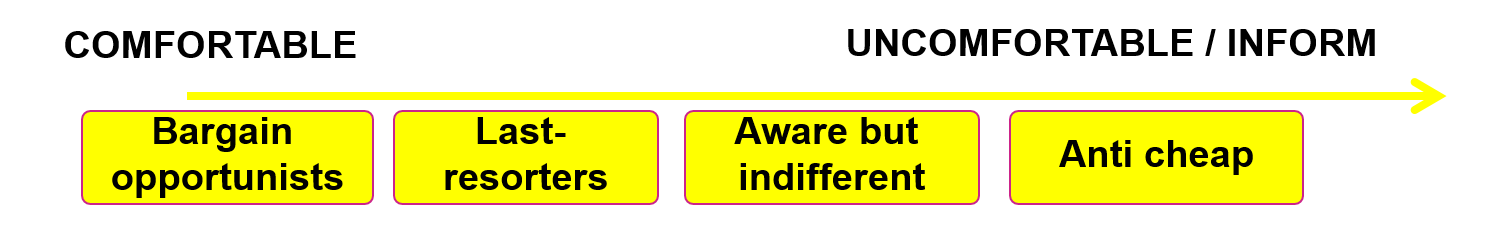 COMFORTABLE
UNCOMFORTABLE / INFORM
Bargain
opportunists
Last-
resorters
Aware but
indifferent
Anti cheap